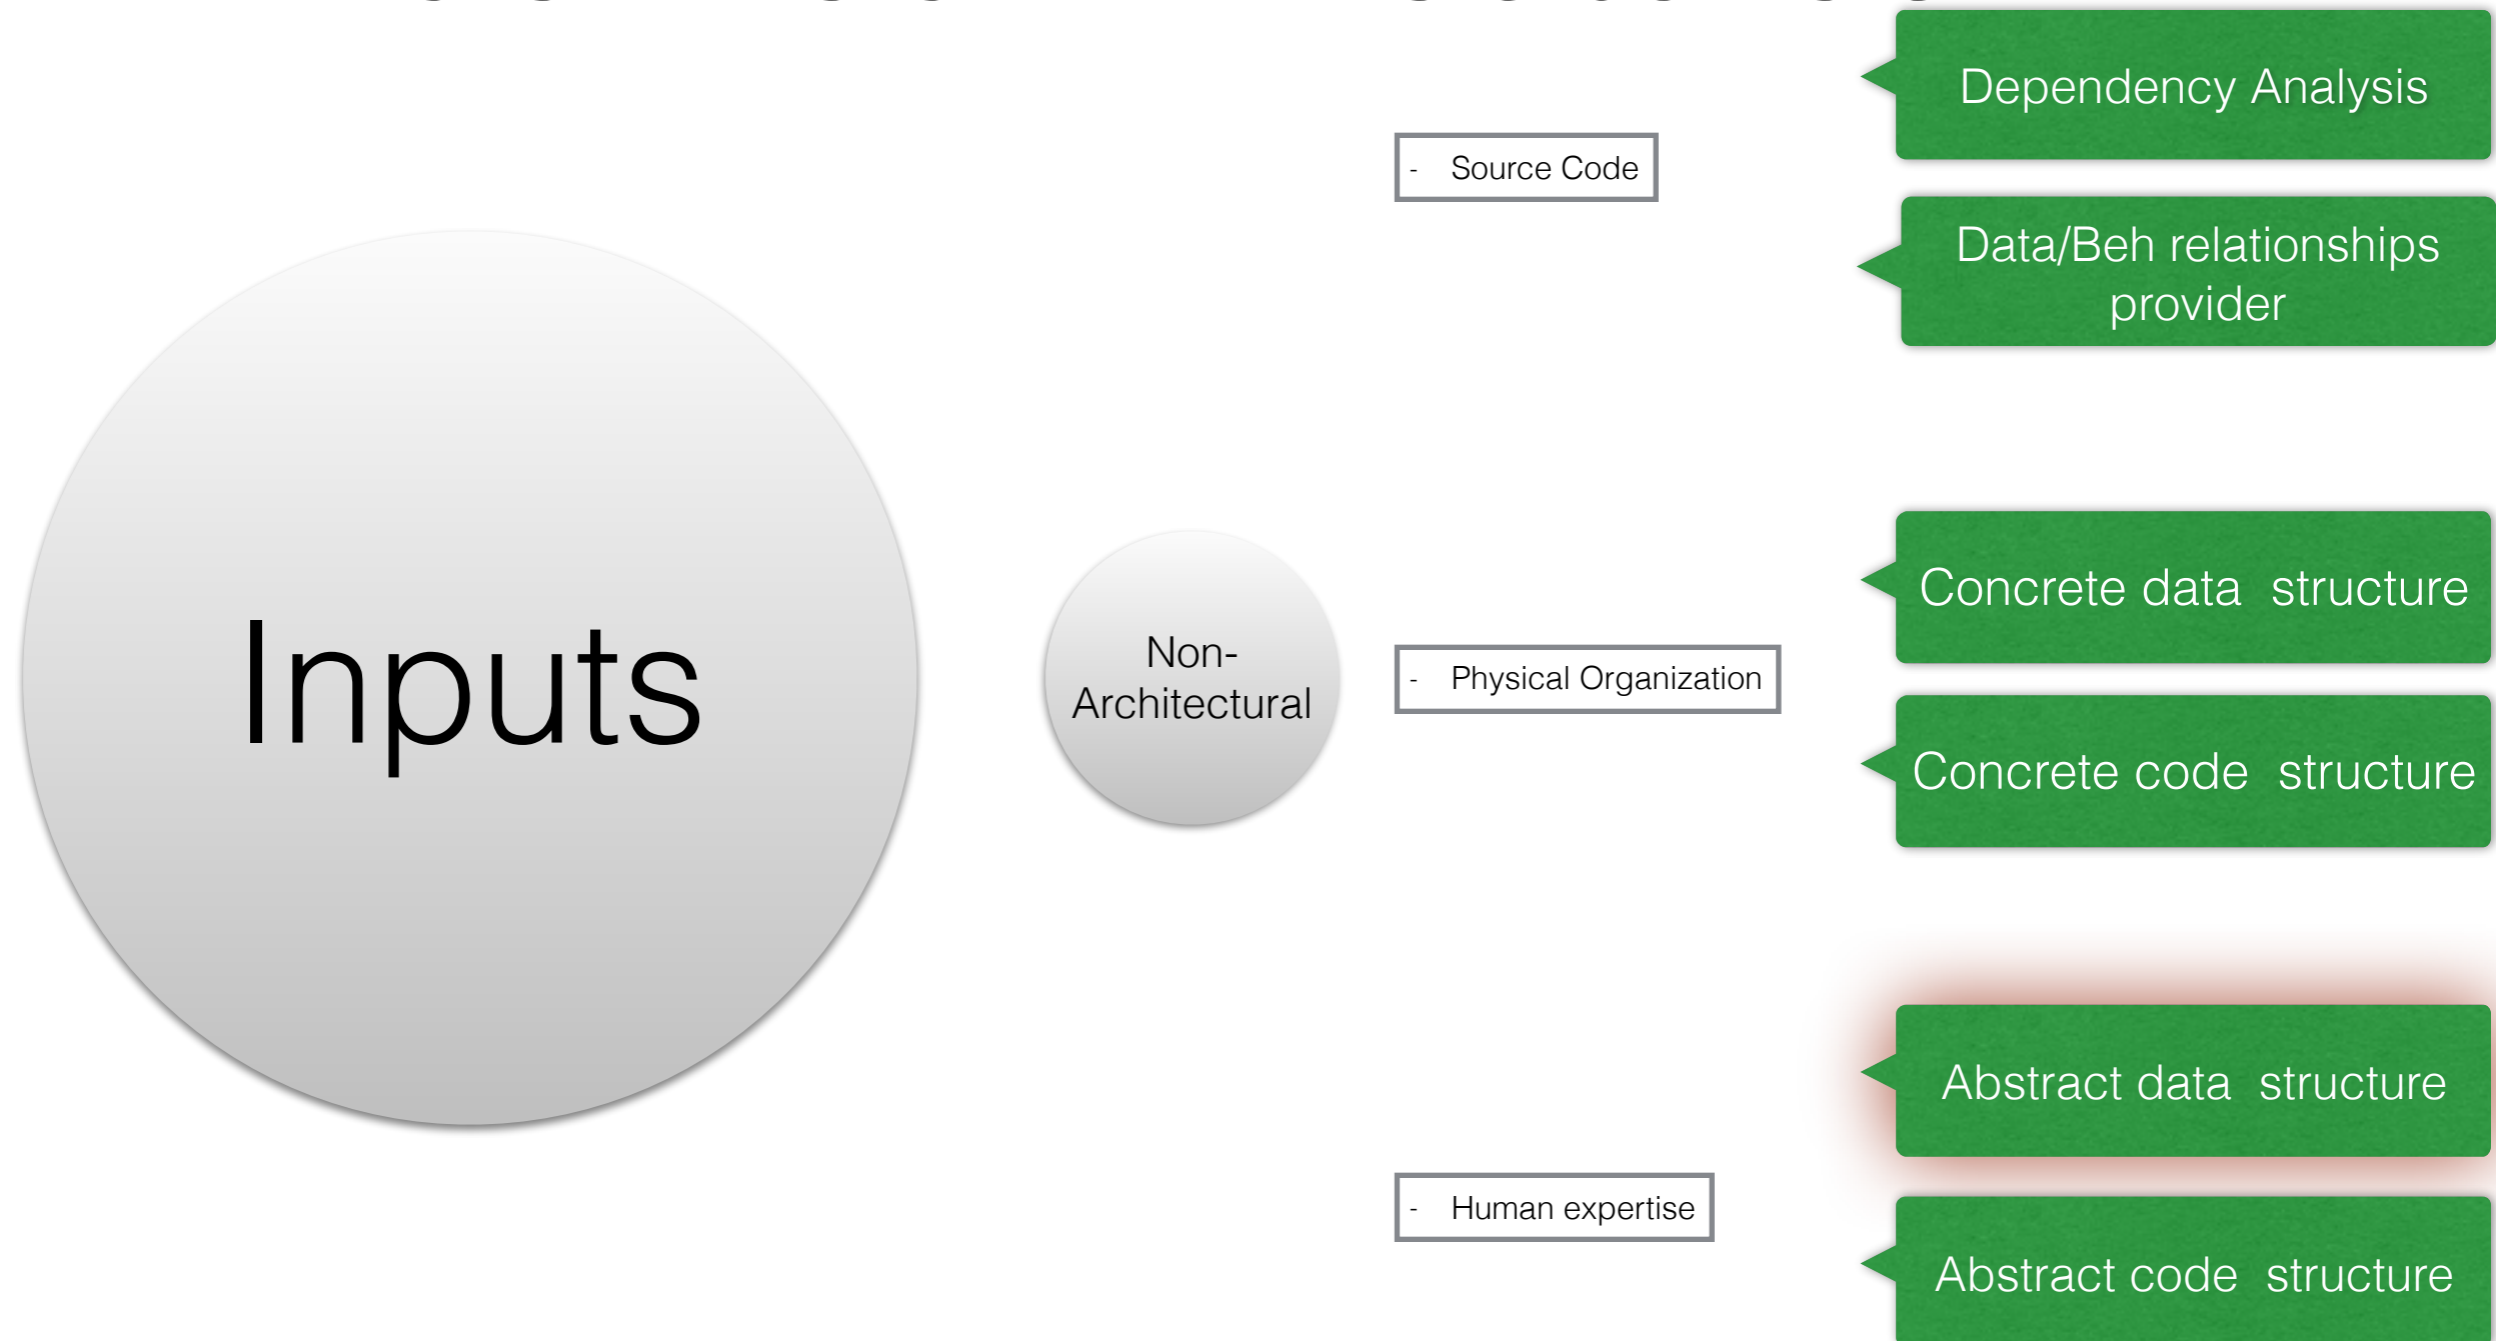 Inputs
Non-
Architectural
- Source Code
- Physical Organization
- Human expertise
Dependency Analysis
Data/Beh relationships
provider
Concrete data  structure
Concrete code  structure
Abstract data  structure
Abstract code  structure